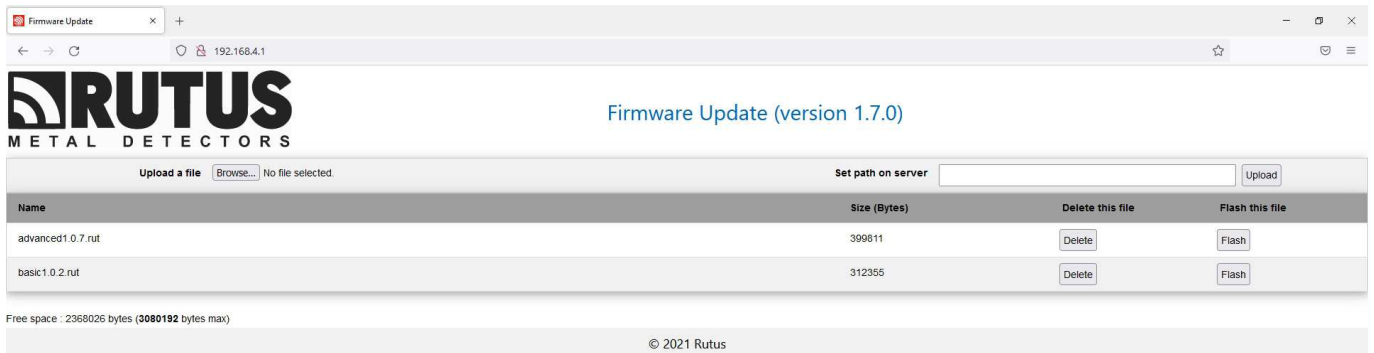 Firmware Update
192.168.4.1
RUTUS
METAL DETECTORS
Firmware Update (version 1.7.0)
Upload a file Browse... No file selected. Set path on server Upload
Name Size (Bytes) Delete this file Flash this file
advanced1.0.7.rut 399811 Delete Flash
basic1.0.2.rut 312355 Delete Flash
Free space : 2368026 bytes (3080192 bytes max)
© 2021 Rutus